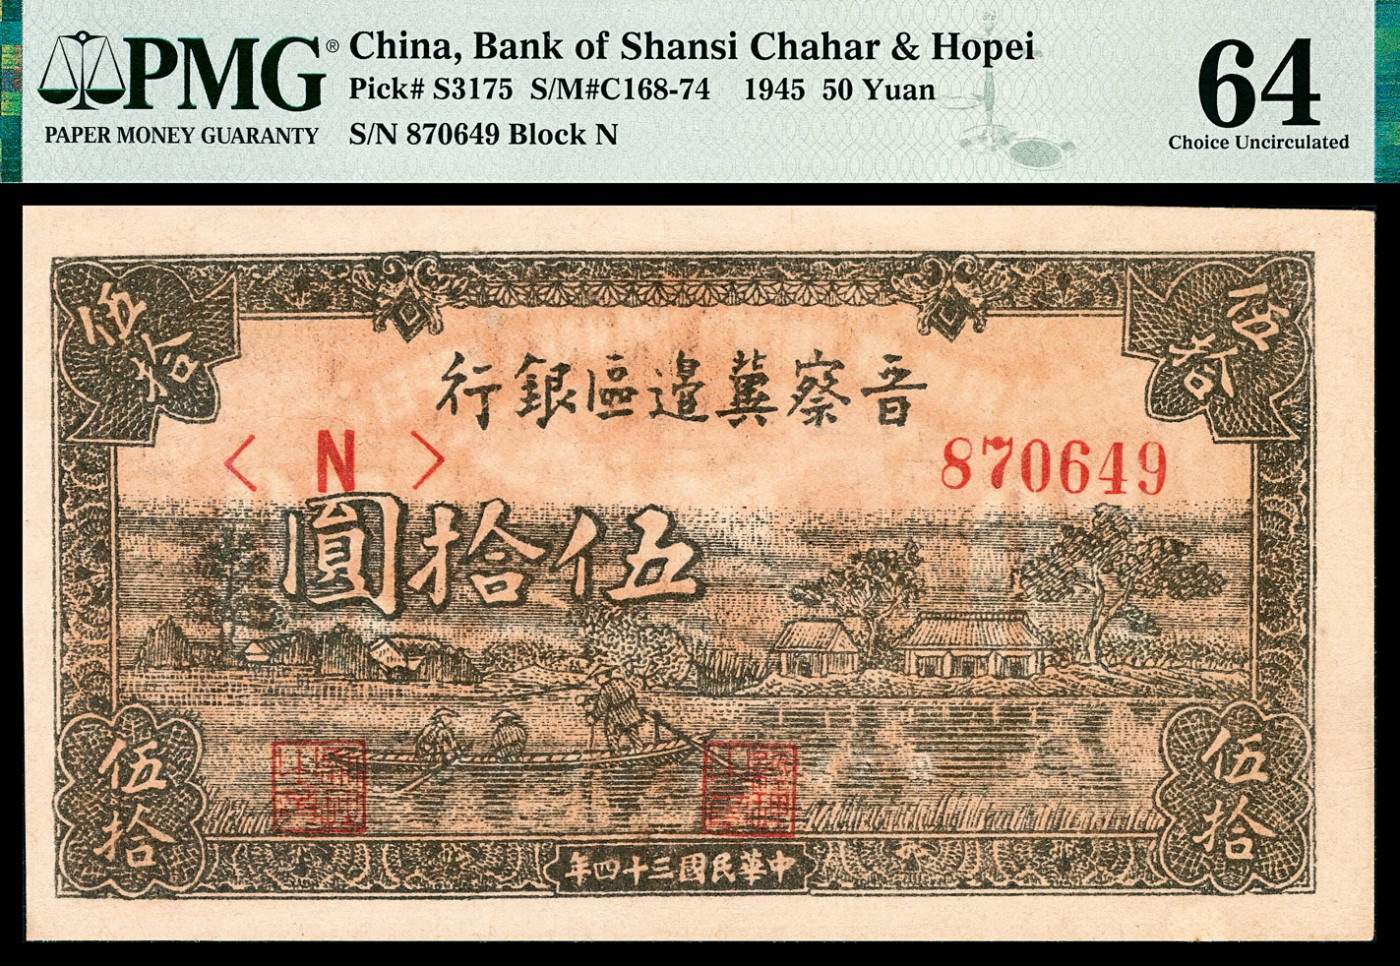 PMG®
PAPER MONEY GUARANTY
China, Bank of Shansi Chahar & Hopei
Pick# S3175 S/M#C168-74 1945 50 Yuan
S/N 870649 Block N
64
Choice Uncirculated
伍拾
晋察冀邊區銀行
< N >
870649
伍拾圓
伍拾
伍拾
中華民國三十四年